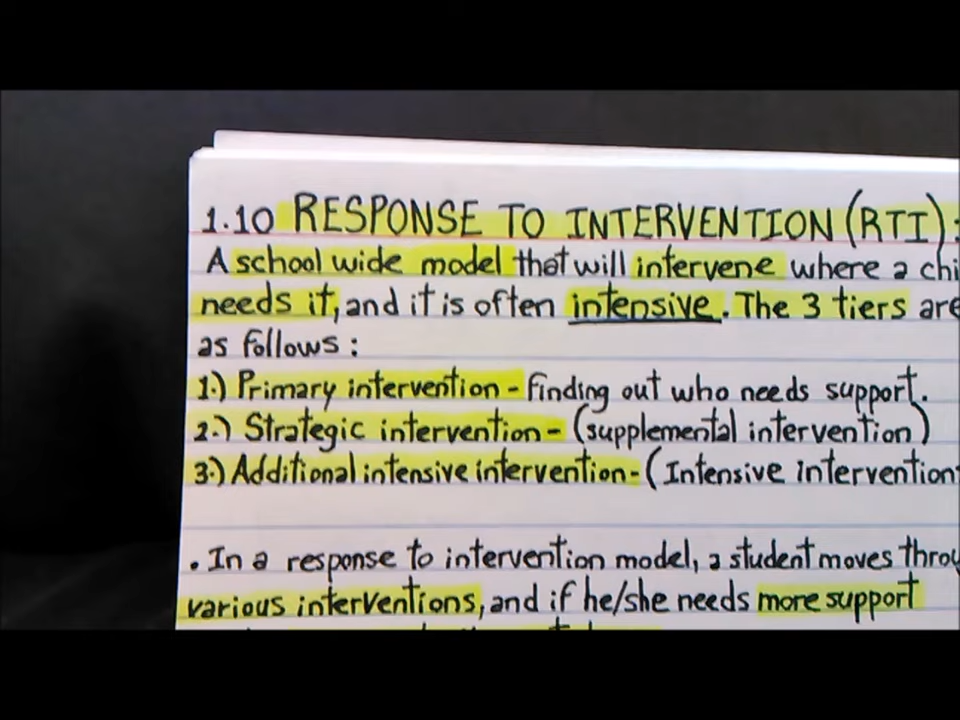 1.10 RESPONSE TO INTERVENTION (RTI):
A school wide model that will intervene where a chi
needs it, and it is often intensive. The 3 tiers are
as follows:
1.) Primary intervention - finding out who needs support.
2.) Strategic intervention - (supplemental intervention)
3.) Additional intensive intervention - (Intensive intervention
. In a response to intervention model, a student moves throu
various interventions, and if he/she needs more support